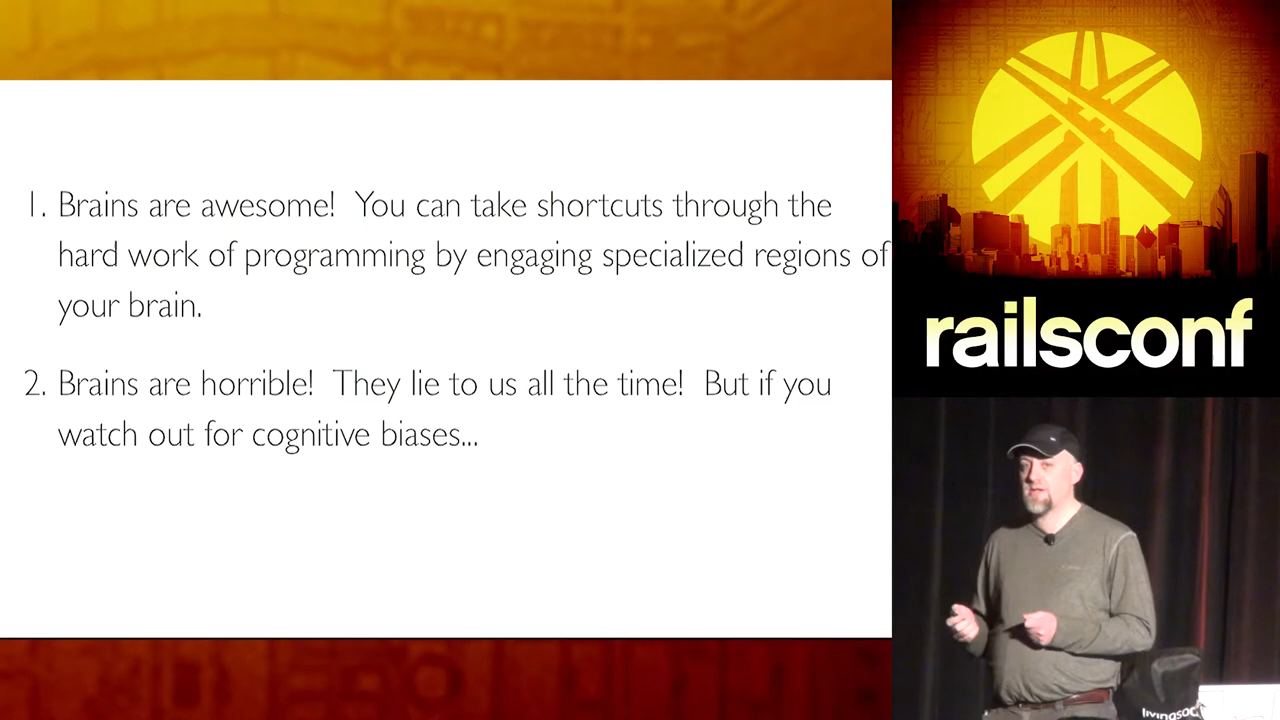 1. Brains are awesome!  You can take shortcuts through the
hard work of programming by engaging specialized regions of
your brain.
2. Brains are horrible!  They lie to us all the time!  But if you
watch out for cognitive biases...
railsconf
livingsoc